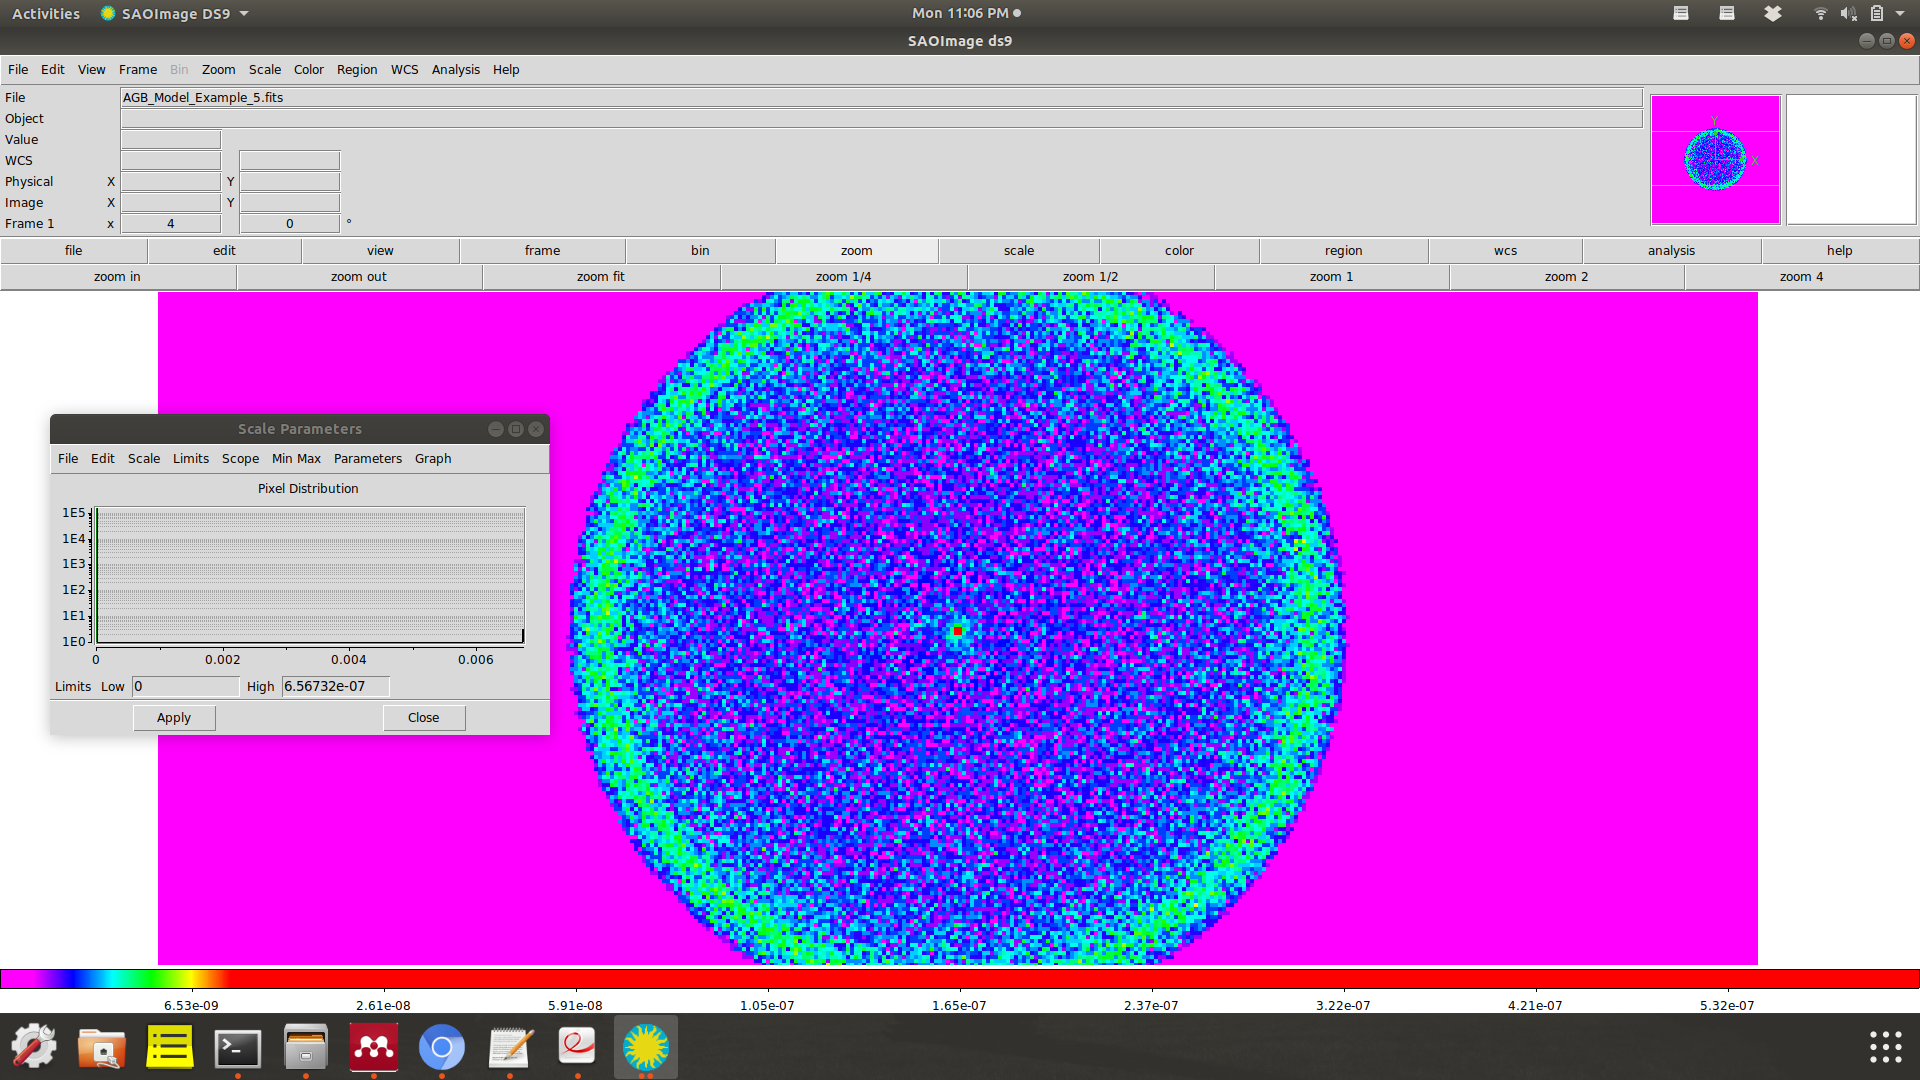 Activities SAOImage DS9 Mon 11:06 PM
SAOImage ds9
File Edit View Frame Bin Zoom Scale Color Region WCS Analysis Help
File AGB_Model_Example_5.fits
Object
Value
WCS
Physical X Y
Image X Y
Frame 1 x 4 0 °
Y
X
file edit view frame bin zoom scale color region wcs analysis help
zoom in zoom out zoom fit zoom 1/4 zoom 1/2 zoom 1 zoom 2 zoom 4
Scale Parameters
File Edit Scale Limits Scope Min Max Parameters Graph
Pixel Distribution
1E5
1E4
1E3
1E2
1E1
1E0
0 0.002 0.004 0.006
Limits Low 0 High 6.56732e-07
Apply Close
6.53e-09 2.61e-08 5.91e-08 1.05e-07 1.65e-07 2.37e-07 3.22e-07 4.21e-07 5.32e-07